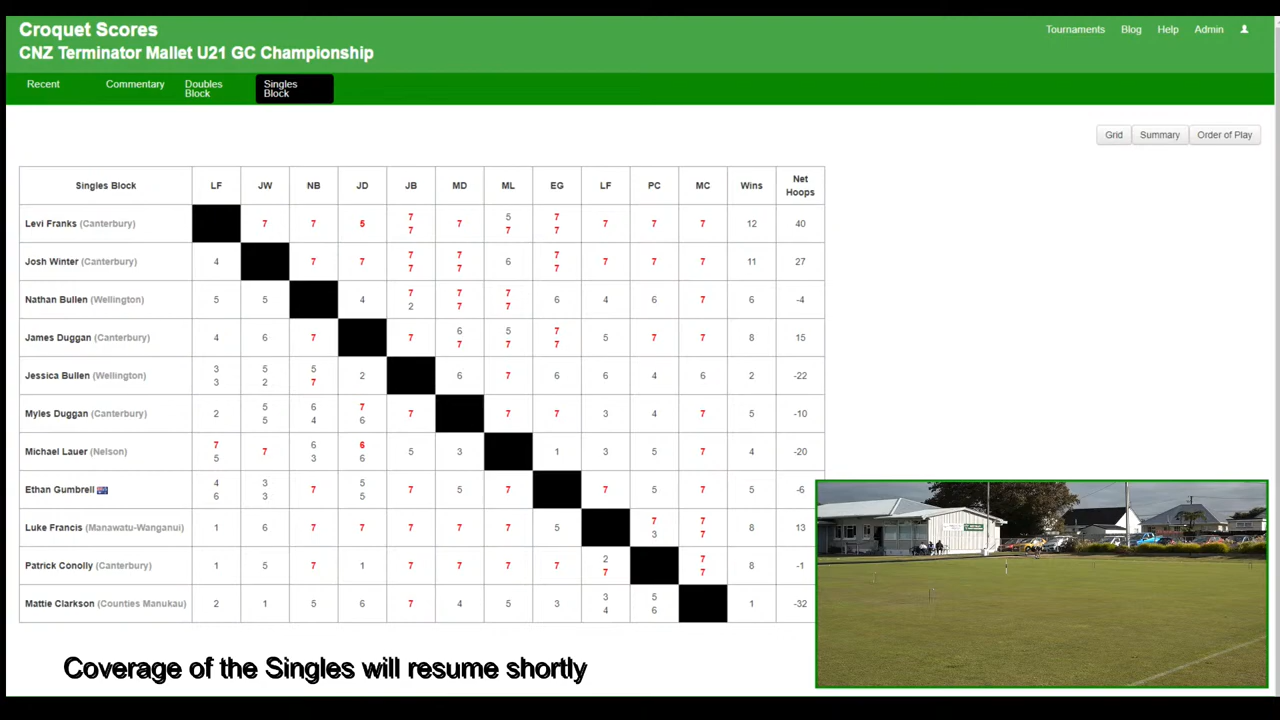 Croquet Scores
CNZ Terminator Mallet U21 GC Championship
Tournaments Blog Help Admin
Recent Commentary Doubles Block Singles Block
Grid Summary Order of Play
Singles Block LF JW NB JD JB MD ML EG LF PC MC Wins Net Hoops
Levi Franks (Canterbury) 7 7 5 7 7 7 5 7 7 7 7 7 7 12 40
Josh Winter (Canterbury) 4 7 7 7 7 7 7 6 7 7 7 7 7 11 27
Nathan Bullen (Wellington) 5 5 4 7 2 7 7 7 7 6 4 6 7 6 -4
James Duggan (Canterbury) 4 6 7 7 6 7 5 7 7 7 5 7 7 8 15
Jessica Bullen (Wellington) 3 3 5 2 5 7 2 6 7 6 6 4 6 2 -22
Myles Duggan (Canterbury) 2 5 5 6 4 7 6 7 7 7 3 4 7 5 -10
Michael Lauer (Nelson) 7 5 7 6 3 6 6 5 3 1 3 5 7 4 -20
Ethan Gumbrell 4 6 3 3 7 5 5 7 5 7 7 5 7 5 -6
Luke Francis (Manawatu-Wanganui) 1 6 7 7 7 7 7 5 7 3 7 7 8 13
Patrick Conolly (Canterbury) 1 5 7 1 7 7 7 7 2 7 7 7 8 -1
Mattie Clarkson (Counties Manukau) 2 1 5 6 7 4 5 3 3 4 5 6 1 -32
Coverage of the Singles will resume shortly